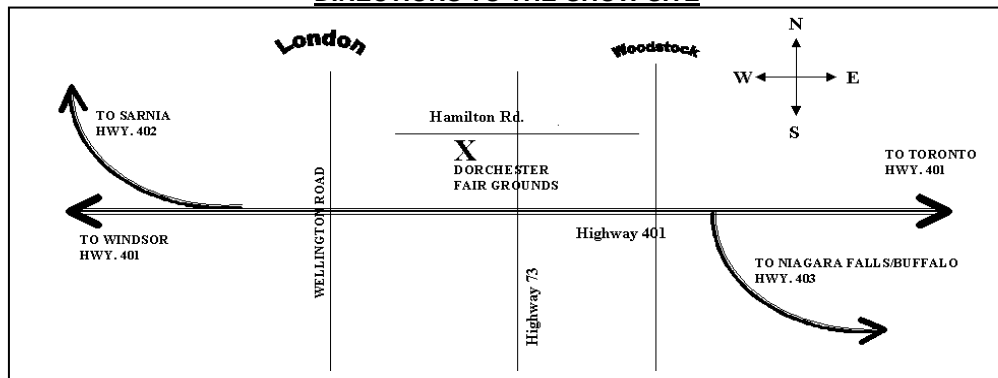 DIRECTIONS TO THE SHOW SITE
London
Woodstock
N
W E
S
TO SARNIA
HWY. 402
Hamilton Rd.
X
DORCHESTER
FAIR GROUNDS
TO TORONTO
HWY. 401
WELLINGTON ROAD
TO WINDSOR
HWY. 401
Highway 401
Highway 73
TO NIAGARA FALLS/BUFFALO
HWY. 403